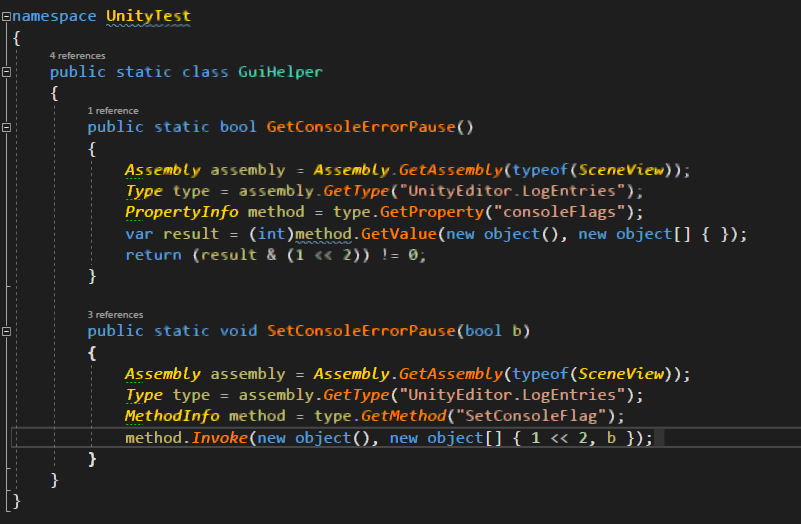 namespace UnityTest
{
4 references
public static class GuiHelper
{
1 reference
public static bool GetConsoleErrorPause()
{
Assembly assembly = Assembly.GetAssembly(typeof(SceneView));
Type type = assembly.GetType("UnityEditor.LogEntries");
PropertyInfo method = type.GetProperty("consoleFlags");
var result = (int)method.GetValue(new object(), new object[] { });
return (result & (1 << 2)) != 0;
}
3 references
public static void SetConsoleErrorPause(bool b)
{
Assembly assembly = Assembly.GetAssembly(typeof(SceneView));
Type type = assembly.GetType("UnityEditor.LogEntries");
MethodInfo method = type.GetMethod("SetConsoleFlag");
method.Invoke(new object(), new object[] { 1 << 2, b });
}
}
}